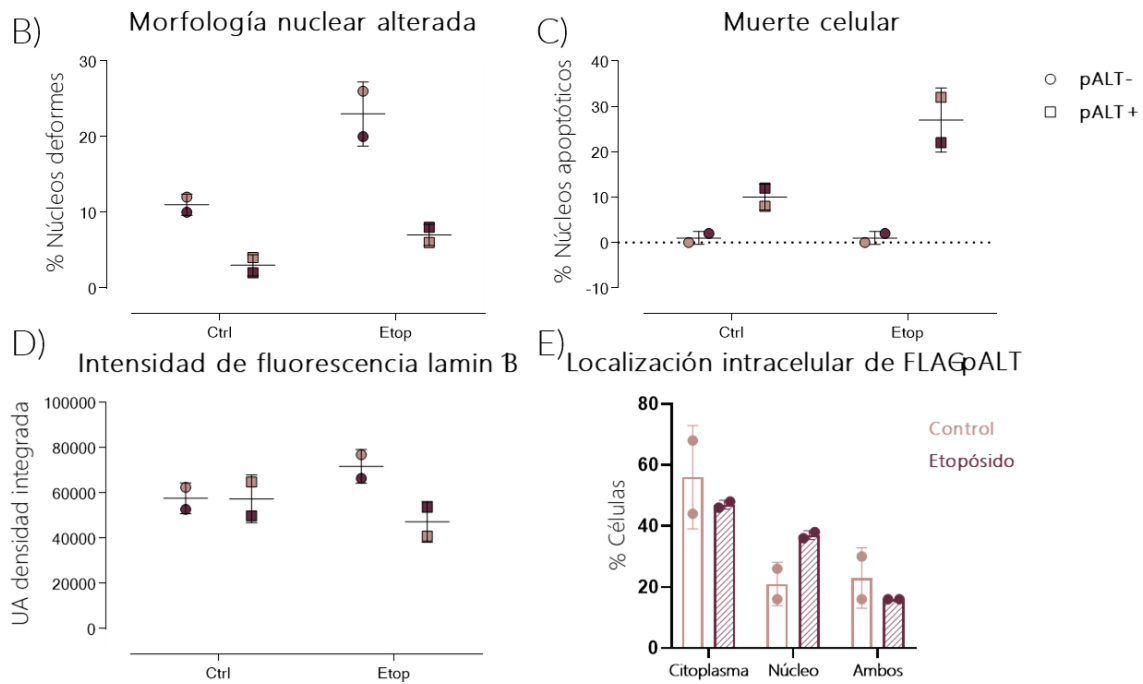 B) Morfología nuclear alterada
% Núcleos deformes
30
20
10
0
Ctrl Etop
C) Muerte celular
% Núcleos apoptóticos
40
30
20
10
0
-10
Ctrl Etop
pALT-
pALT+
D) Intensidad de fluorescencia lamin 1B
UA densidad integrada
100000
80000
60000
40000
20000
0
Ctrl Etop
E) Localización intracelular de FLAGpALT
% Células
80
60
40
20
0
Citoplasma Núcleo Ambos
Control
Etopósido